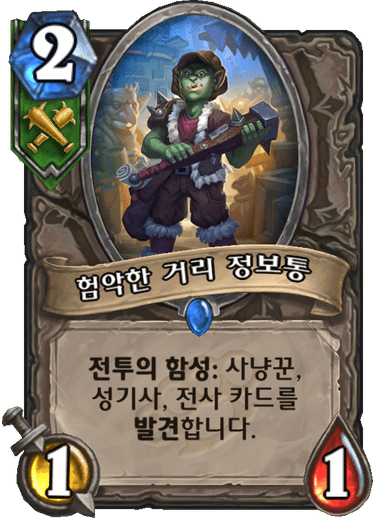 2
험악한 거리 정보통
전투의 함성: 사냥꾼,
성기사, 전사 카드를
발견합니다.
1
1